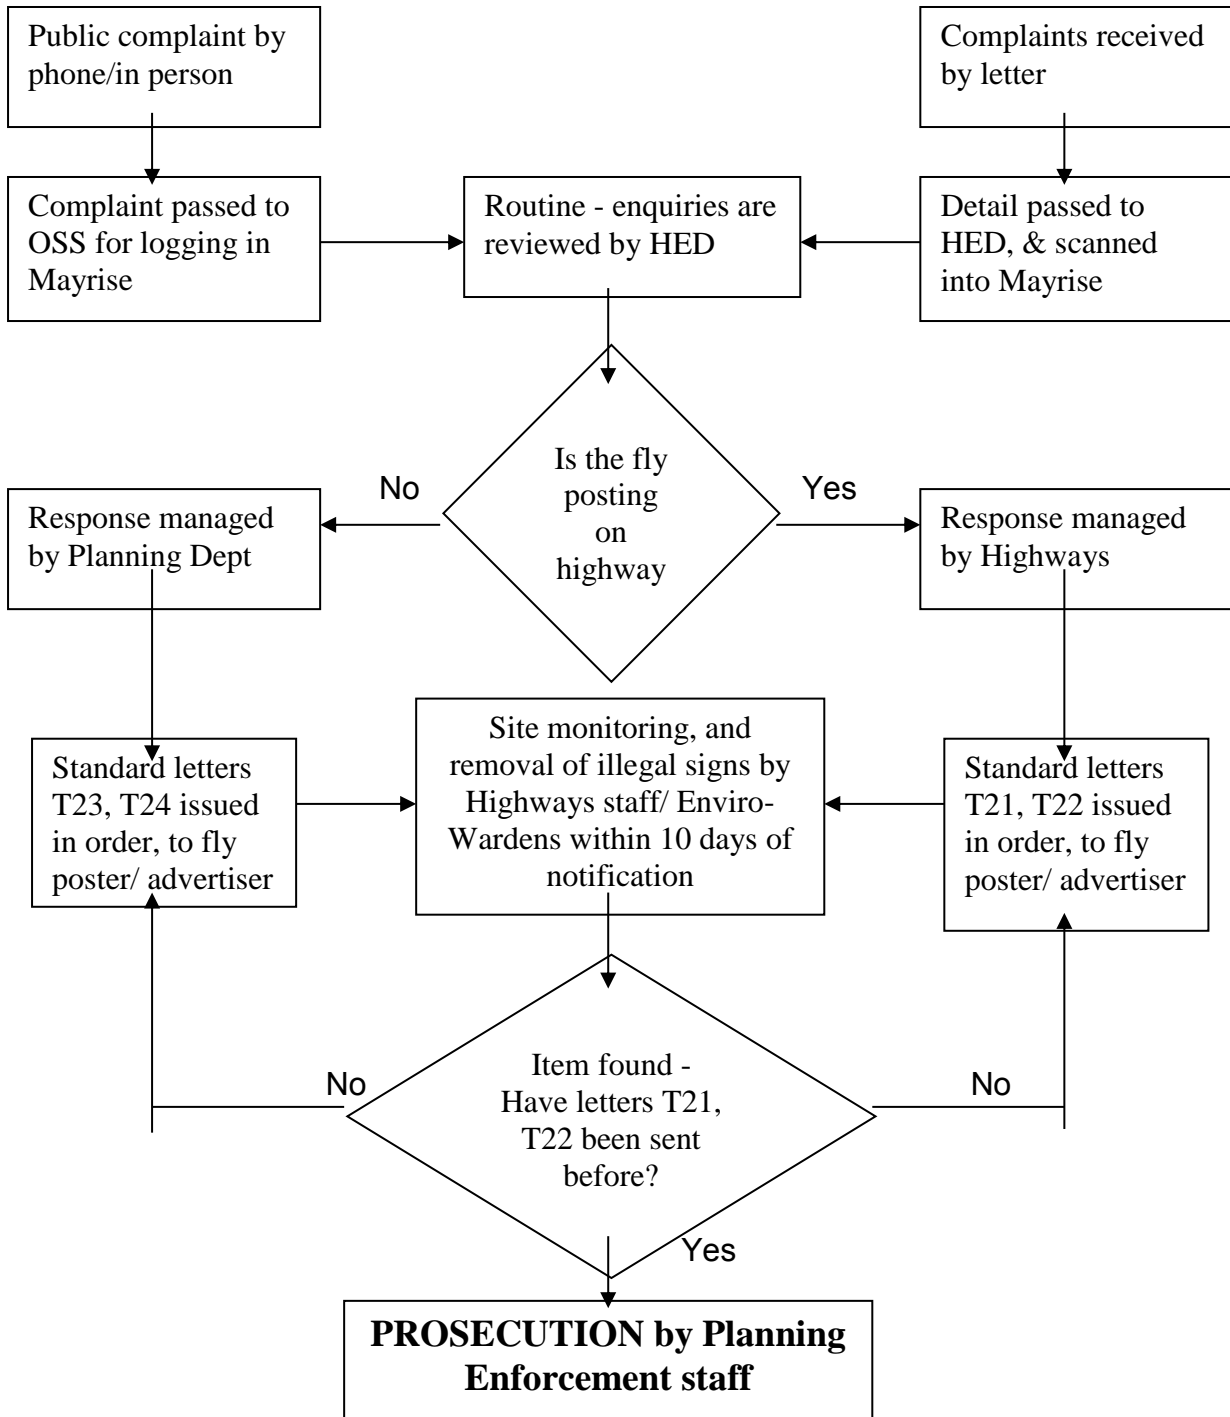 Public complaint by
phone/in person
Complaints received
by letter
Complaint passed to
OSS for logging in
Mayrise
Routine - enquiries are
reviewed by HED
Detail passed to
HED, & scanned
into Mayrise
Is the fly
posting
on
highway
No
Yes
Response managed
by Planning Dept
Response managed
by Highways
Standard letters
T23, T24 issued
in order, to fly
poster/ advertiser
Site monitoring, and
removal of illegal signs by
Highways staff/ Enviro-
Wardens within 10 days of
notification
Standard letters
T21, T22 issued
in order, to fly
poster/ advertiser
Item found -
Have letters T21,
T22 been sent
before?
No
No
Yes
PROSECUTION by Planning
Enforcement staff